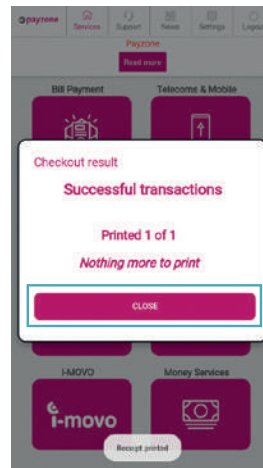 payzone
Services
Support
News
Settings
Logout
Payzone
Read more
Bill Payment
Telecoms & Mobile
Checkout result
Successful transactions
Printed 1 of 1
Nothing more to print
CLOSE
I-MOVO
Money Services
i-movo
Receipt printed